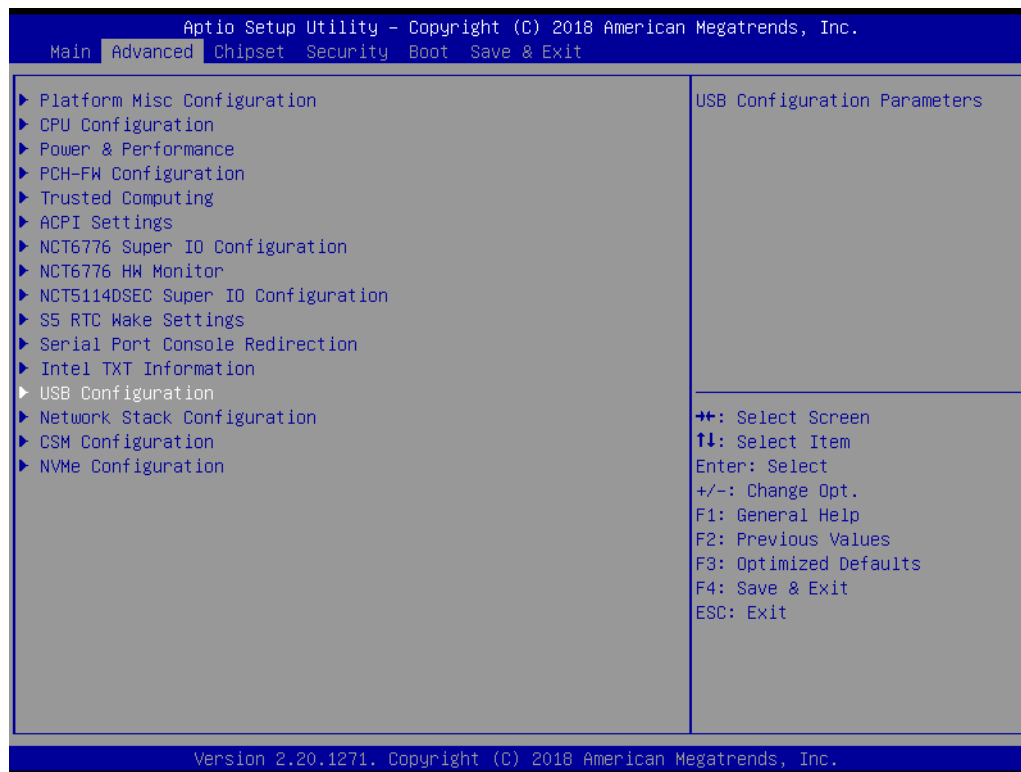 Aptio Setup Utility – Copyright (C) 2018 American Megatrends, Inc.
Main Advanced Chipset Security Boot Save & Exit
▶ Platform Misc Configuration
▶ CPU Configuration
▶ Power & Performance
▶ PCH-FW Configuration
▶ Trusted Computing
▶ ACPI Settings
▶ NCT6776 Super IO Configuration
▶ NCT6776 HW Monitor
▶ NCT5114DSEC Super IO Configuration
▶ S5 RTC Wake Settings
▶ Serial Port Console Redirection
▶ Intel TXT Information
▶ USB Configuration
▶ Network Stack Configuration
▶ CSM Configuration
▶ NVMe Configuration
USB Configuration Parameters
→←: Select Screen
↑↓: Select Item
Enter: Select
+/-: Change Opt.
F1: General Help
F2: Previous Values
F3: Optimized Defaults
F4: Save & Exit
ESC: Exit
Version 2.20.1271. Copyright (C) 2018 American Megatrends, Inc.